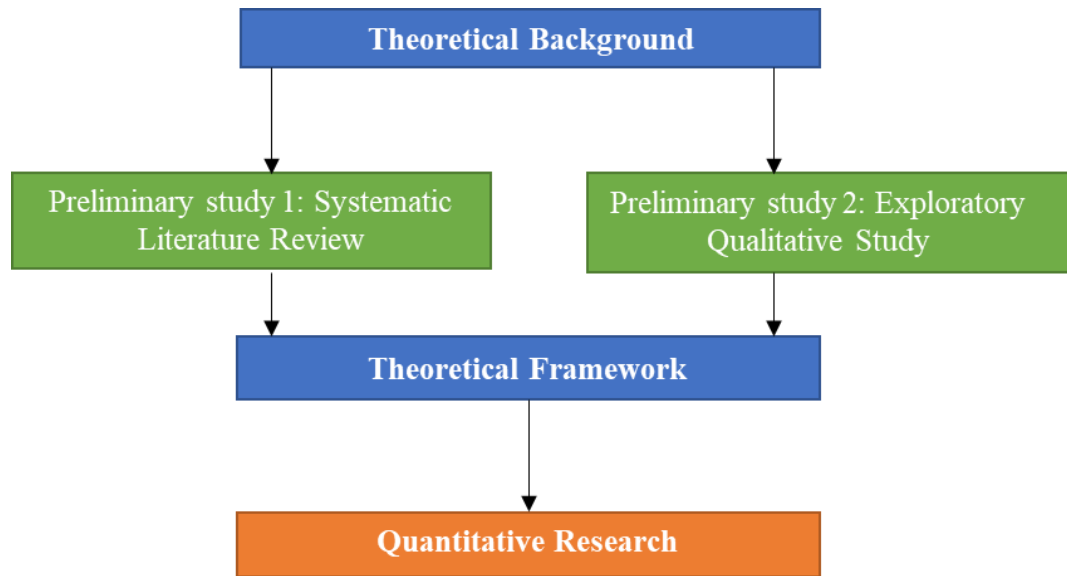 Theoretical Background
Preliminary study 1: Systematic
Literature Review
Preliminary study 2: Exploratory
Qualitative Study
Theoretical Framework
Quantitative Research